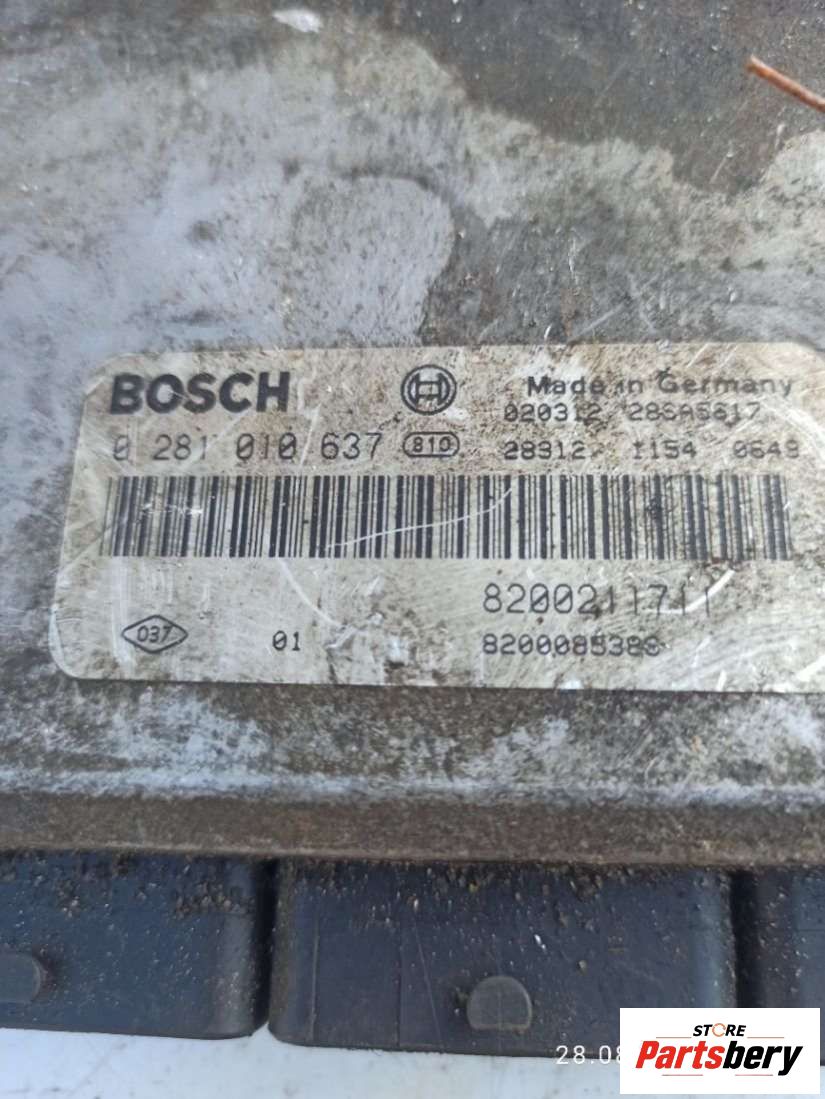 BOSCH
Made in Germany
020312 28SA5617
0 281 010 637 810
28312 1154 0649
8200211711
037
01
8200085389
28.08
STORE
Partsbery